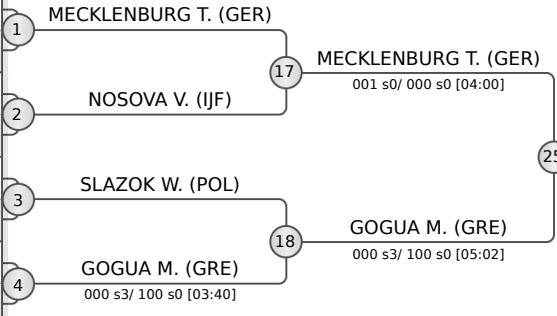 MECKLENBURG T. (GER)
1
17
MECKLENBURG T. (GER)
001 s0/ 000 s0 [04:00]
NOSOVA V. (IJF)
2
25
SLAZOK W. (POL)
3
18
GOGUA M. (GRE)
000 s3/ 100 s0 [05:02]
GOGUA M. (GRE)
4
000 s3/ 100 s0 [03:40]